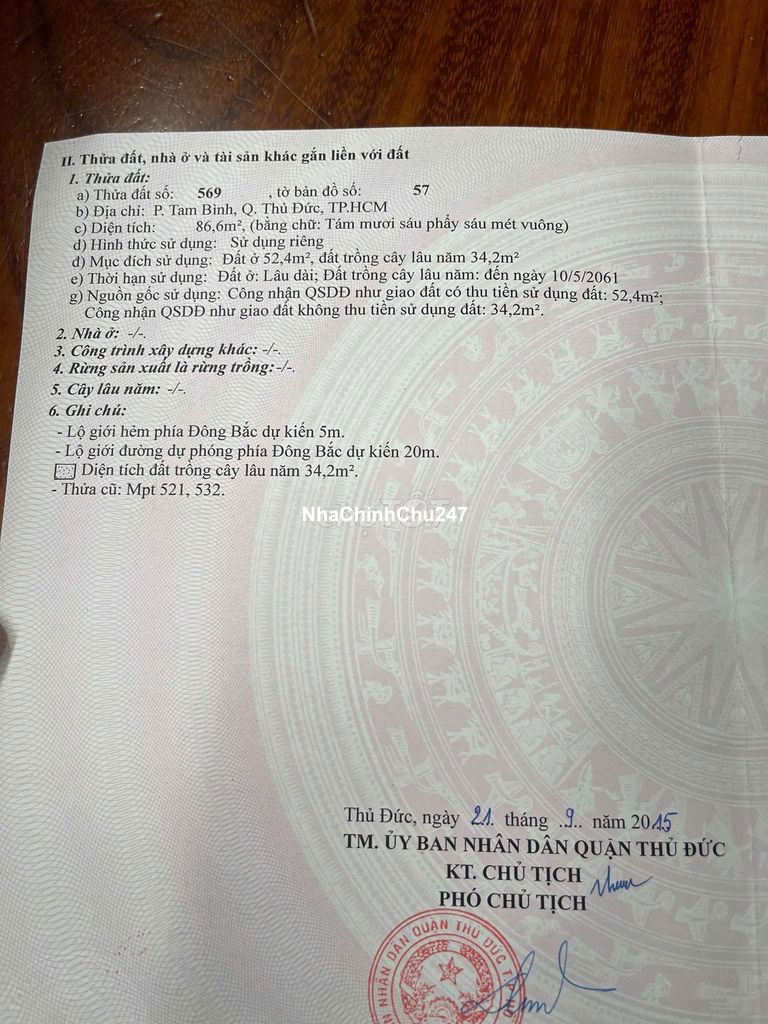 II. Thửa đất, nhà ở và tài sản khác gắn liền với đất
1. Thửa đất:
a) Thửa đất số: 569 , tờ bản đồ số: 57
b) Địa chỉ: P. Tam Bình, Q. Thủ Đức, TP.HCM
c) Diện tích: 86,6m², (bằng chữ: Tám mươi sáu phẩy sáu mét vuông)
d) Hình thức sử dụng: Sử dụng riêng
đ) Mục đích sử dụng: Đất ở 52,4m², đất trồng cây lâu năm 34,2m²
e) Thời hạn sử dụng: Đất ở: Lâu dài; Đất trồng cây lâu năm: đến ngày 10/5/2061
g) Nguồn gốc sử dụng: Công nhận QSDĐ như giao đất có thu tiền sử dụng đất: 52,4m²;
Công nhận QSDĐ như giao đất không thu tiền sử dụng đất: 34,2m².
2. Nhà ở: -/-.
3. Công trình xây dựng khác: -/-.
4. Rừng sản xuất là rừng trồng: -/-.
5. Cây lâu năm: -/-.
6. Ghi chú:
- Lộ giới hẻm phía Đông Bắc dự kiến 5m.
- Lộ giới đường dự phóng phía Đông Bắc dự kiến 20m.
Diện tích đất trồng cây lâu năm 34,2m².
- Thửa cũ: Mpt 521, 532.
NhaChinhChu247
Thủ Đức, ngày 21 tháng 9 năm 2015
TM. ỦY BAN NHÂN DÂN QUẬN THỦ ĐỨC
KT. CHỦ TỊCH
PHÓ CHỦ TỊCH
NHÂN DÂN QUẬN THỦ ĐỨC